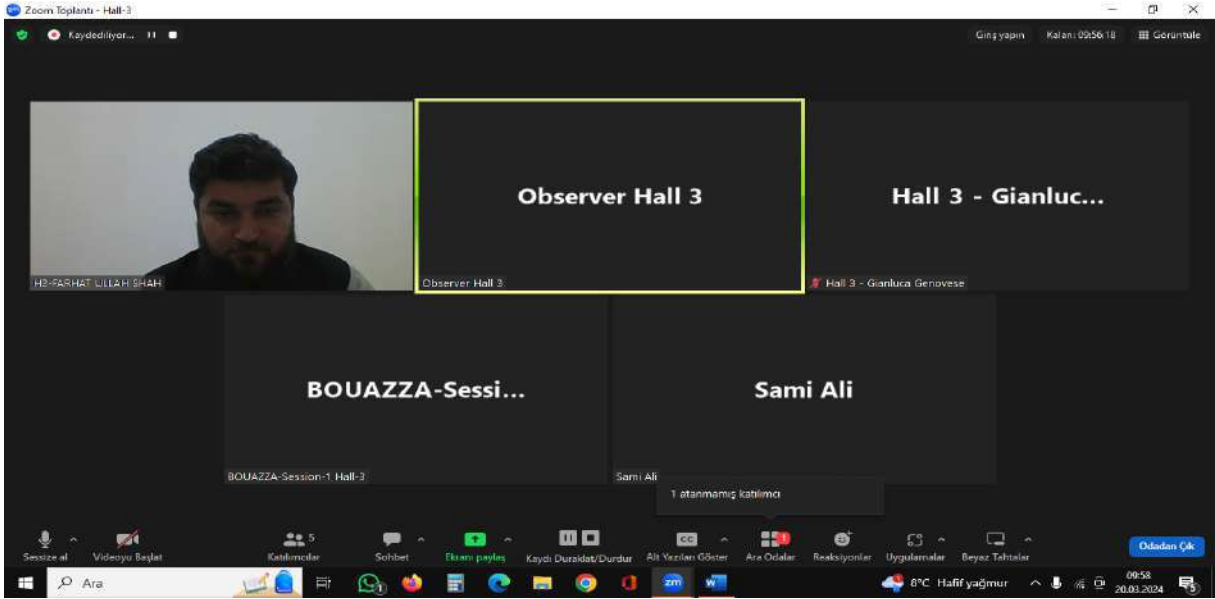 Zoom Toplantı - Hall-3
Kaydediliyor...
Giriş yapın
Kalan: 09:56:18
Görüntüle
Observer Hall 3
Hall 3 - Gianluc...
H3-FARHAT ULLAH SHAH
Observer Hall 3
Hall 3 - Gianluca Genovese
BOUAZZA-Sessi...
Sami Ali
BOUAZZA-Session-1 Hall-3
Sami Ali
1 atanmamış katılımcı
5
CC
1
Sessize al
Videoyu Başlat
Katılımcılar
Sohbet
Ekranı paylaş
Kaydı Duraklat/Durdur
Alt Yazıları Göster
Ara Odalar
Reaksiyonlar
Uygulamalar
Beyaz Tahtalar
Odadan Çık
Ara
zm
W
8°C Hafif yağmur
09:58
20.03.2024
5